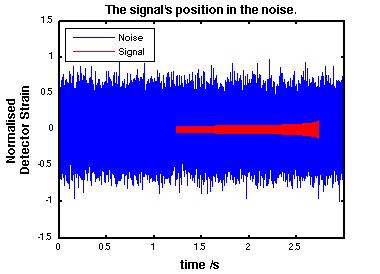 The signal's position in the noise.
Noise
Signal
Normalised
Detector Strain
1.5
1
0.5
0
-0.5
-1
-1.5
0 0.5 1 1.5 2 2.5
time /s